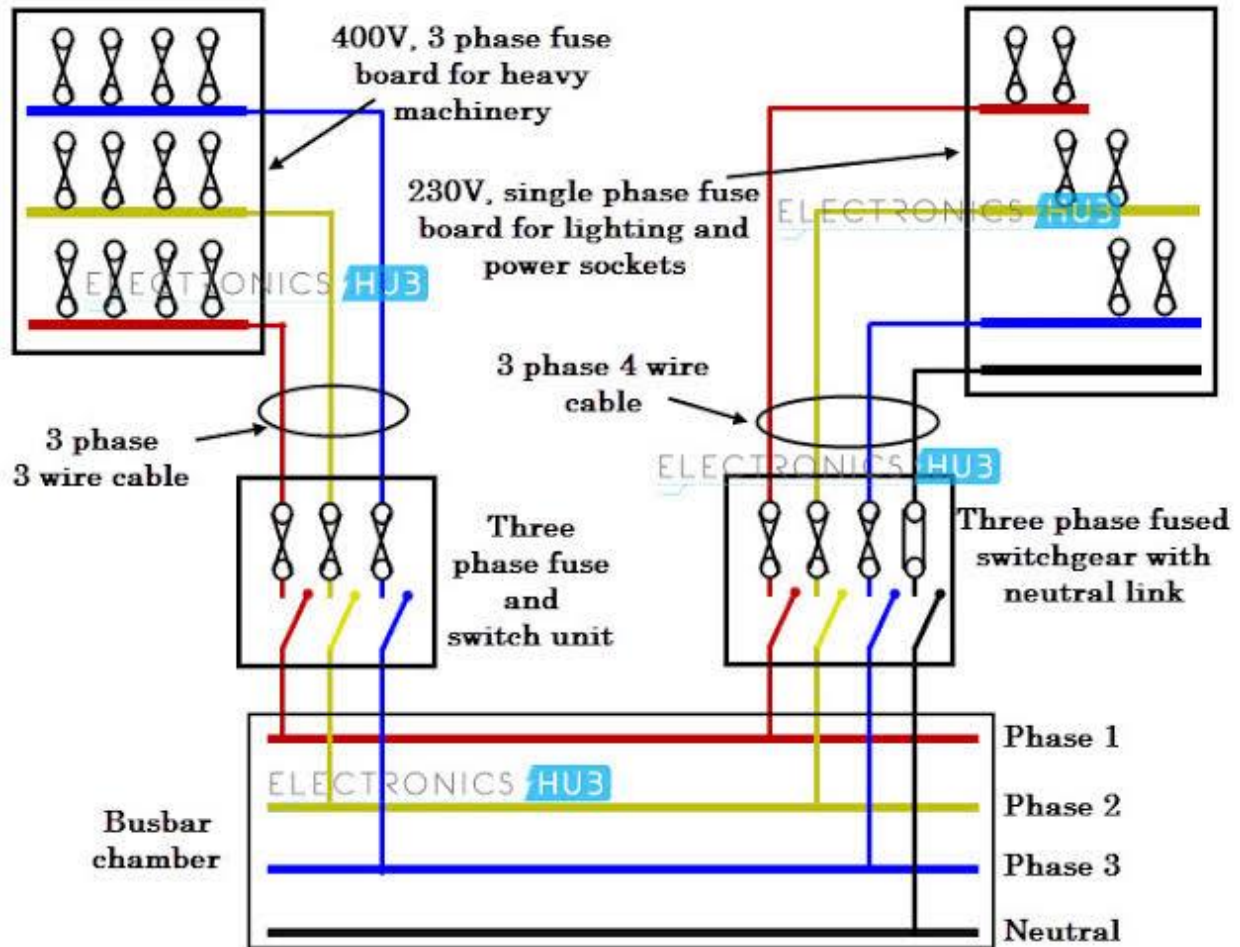 400V, 3 phase fuse
board for heavy
machinery
230V, single phase fuse
board for lighting and
power sockets
ELECTRONICS HUB
ELECTRONICS HUB
3 phase 4 wire
cable
3 phase
3 wire cable
ELECTRONICS HUB
Three
phase fuse
and
switch unit
Three phase fused
switchgear with
neutral link
Phase 1
ELECTRONICS HUB
Phase 2
Busbar
chamber
Phase 3
Neutral